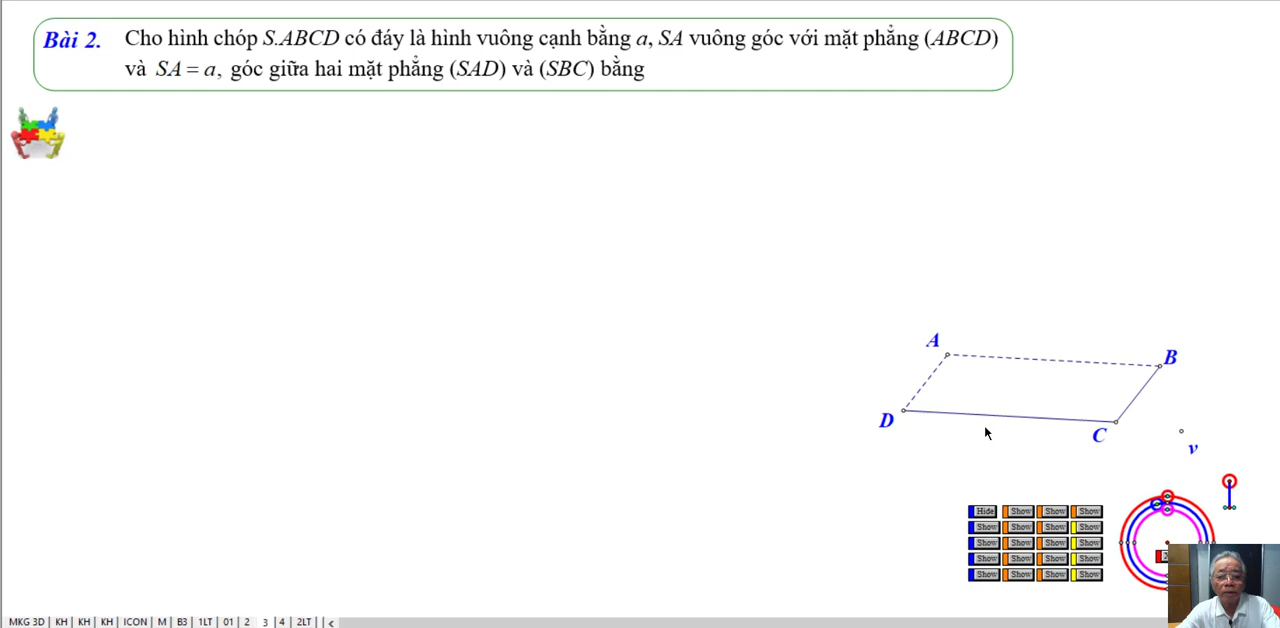 Bài 2. Cho hình chóp S.ABCD có đáy là hình vuông cạnh bằng a, SA vuông góc với mặt phẳng (ABCD)
và SA = a, góc giữa hai mặt phẳng (SAD) và (SBC) bằng
A
B
D
C
v
Hide Show Show Show
Show Show Show Show
Show Show Show Show
Show Show Show Show
Show Show Show Show
MKG 3D | KH | KH | KH | ICON | M | B3 | 1LT | 01 | 2 3 | 4 | 2LT | | <